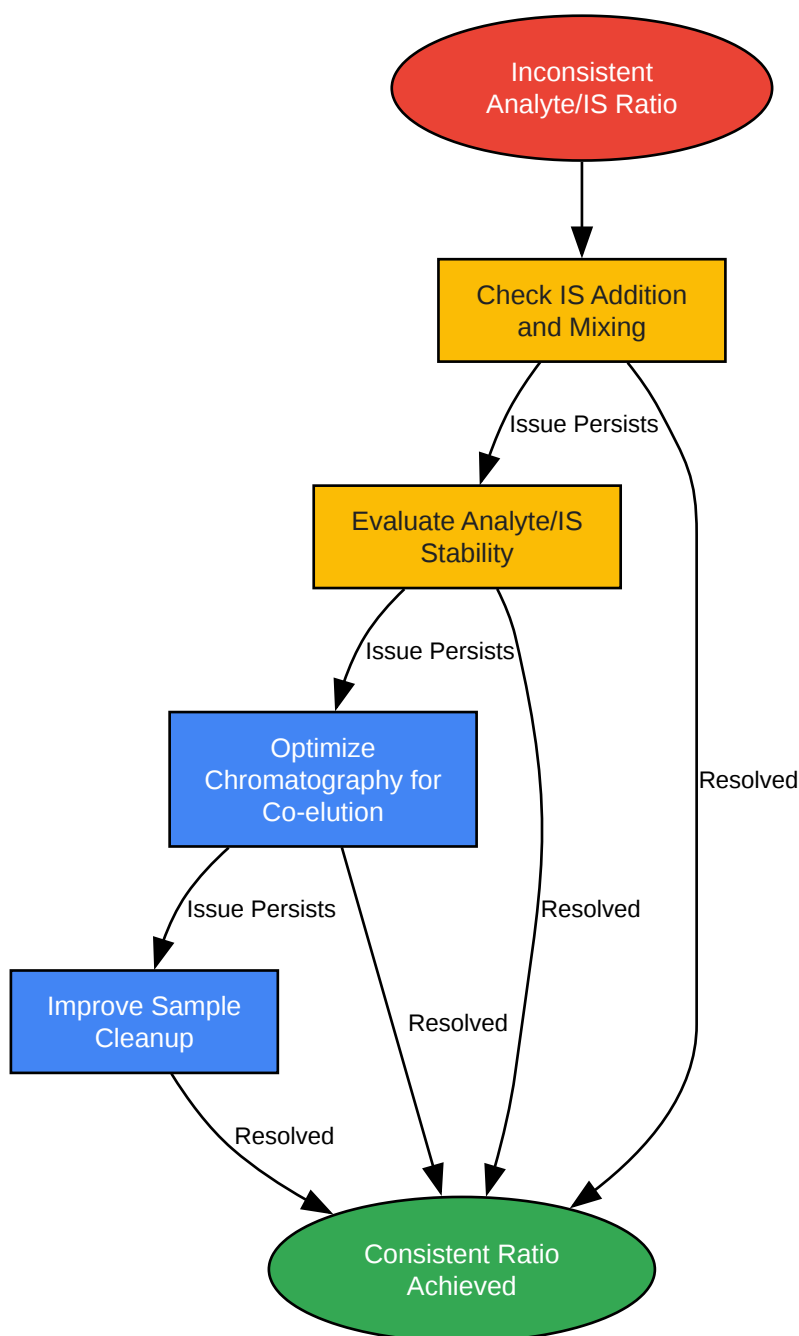 Inconsistent
Analyte/IS Ratio
Check IS Addition
and Mixing
Issue Persists
Evaluate Analyte/IS
Stability
Issue Persists
Optimize
Chromatography for
Co-elution
Resolved
Issue Persists
Resolved
Improve Sample
Cleanup
Resolved
Resolved
Consistent Ratio
Achieved